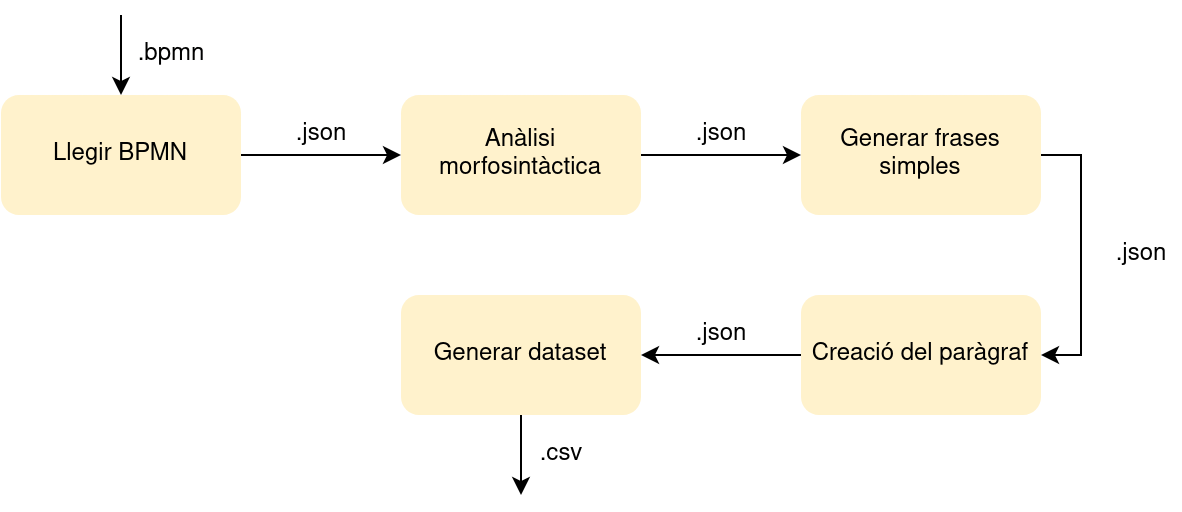 .bpmn
Llegir BPMN
.json
Anàlisi
morfosintàctica
.json
Generar frases
simples
.json
Creació del paràgraf
.json
Generar dataset
.csv